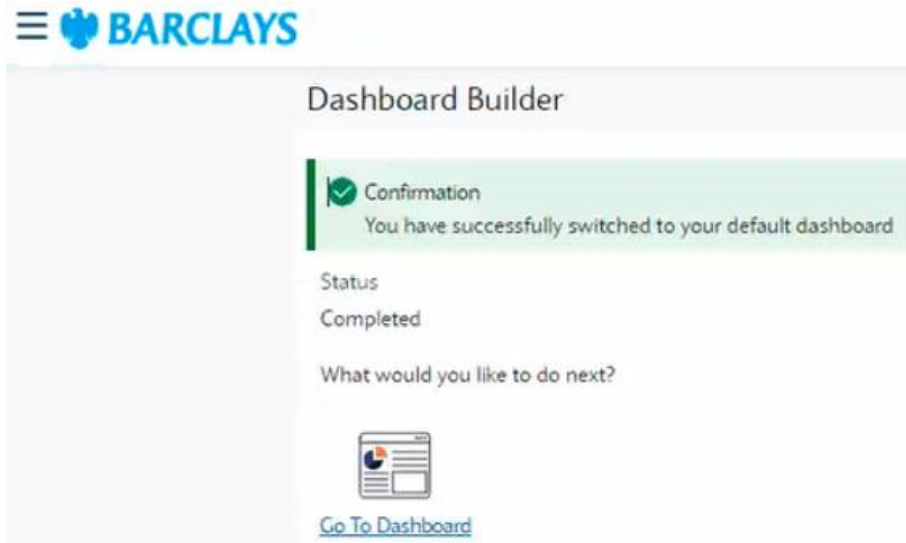 BARCLAYS
Dashboard Builder
Confirmation
You have successfully switched to your default dashboard
Status
Completed
What would you like to do next?
Go To Dashboard